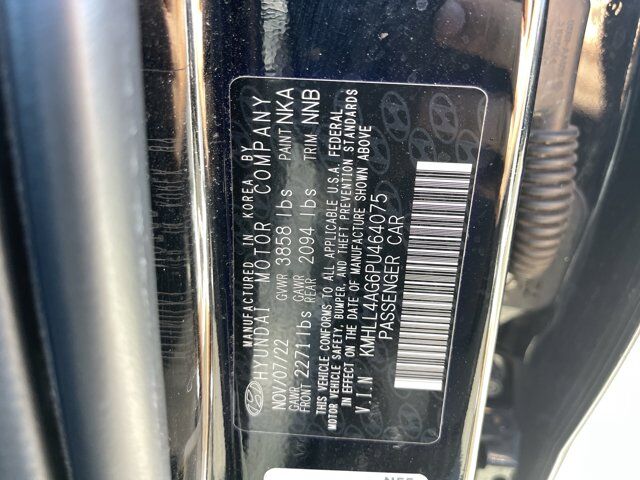 MANUFACTURED IN KOREA BY
HYUNDAI MOTOR COMPANY
NOV/07/22 GVWR 3858 lbs PAINT NKA
GAWR FRONT 2271 lbs GAWR REAR 2094 lbs TRIM NNB
THIS VEHICLE CONFORMS TO ALL APPLICABLE U.S.A. FEDERAL
MOTOR VEHICLE SAFETY, BUMPER, AND THEFT PREVENTION STANDARDS
IN EFFECT ON THE DATE OF MANUFACTURE SHOWN ABOVE
V.I.N KMHLL4AG6PU464075
PASSENGER CAR